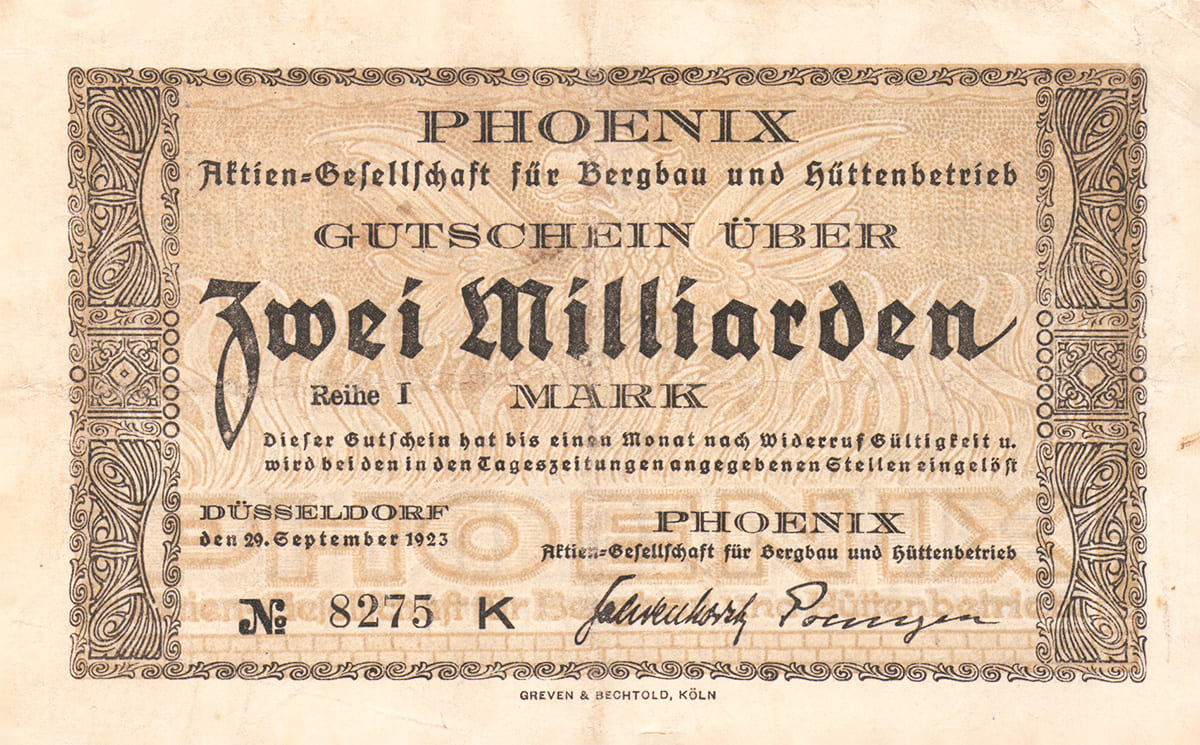 PHOENIX
Aktien-Gesellschaft für Bergbau und Hüttenbetrieb
GUTSCHEIN ÜBER
Zwei Milliarden
Reihe I MARK
Dieser Gutschein hat bis einen Monat nach Widerruf Gültigkeit u.
wird bei den in den Tageszeitungen angegebenen Stellen eingelöst
DÜSSELDORF
den 29. September 1923
PHOENIX
Aktien-Gesellschaft für Bergbau und Hüttenbetrieb
PHOENIX
№ 8275 K
GREVEN & BECHTOLD, KÖLN